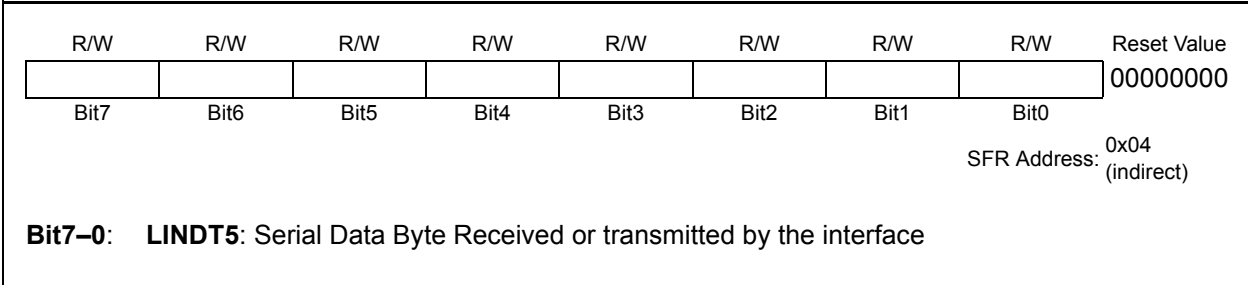 R/W R/W R/W R/W R/W R/W R/W R/W Reset Value
00000000
Bit7 Bit6 Bit5 Bit4 Bit3 Bit2 Bit1 Bit0
SFR Address: 0x04
(indirect)
Bit7–0: LINDT5: Serial Data Byte Received or transmitted by the interface